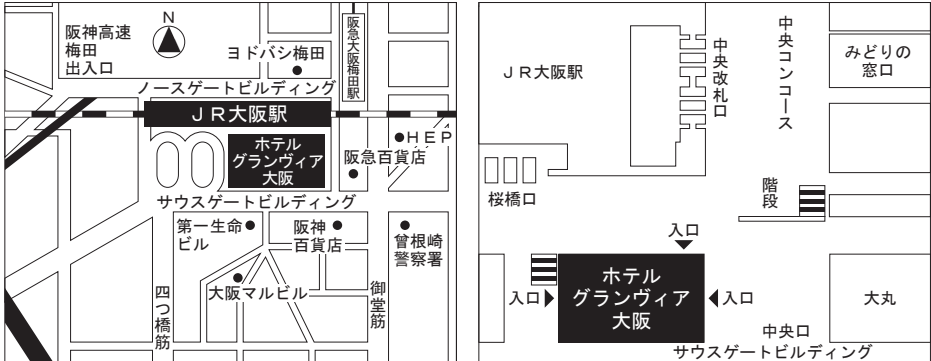 阪神高速
梅田
出入口
N
ヨドバシ梅田
阪急大阪梅田駅
ノースゲートビルディング
ＪＲ大阪駅
HEP
ホテル
グランヴィア
大阪
阪急百貨店
サウスゲートビルディング
第一生命
ビル
阪神
百貨店
曾根崎
警察署
大阪マルビル
四つ橋筋
御堂筋
ＪＲ大阪駅
中央改札口
中央コンコース
みどりの
窓口
桜橋口
階段
入口
ホテル
グランヴィア
大阪
入口
入口
大丸
中央口
サウスゲートビルディング